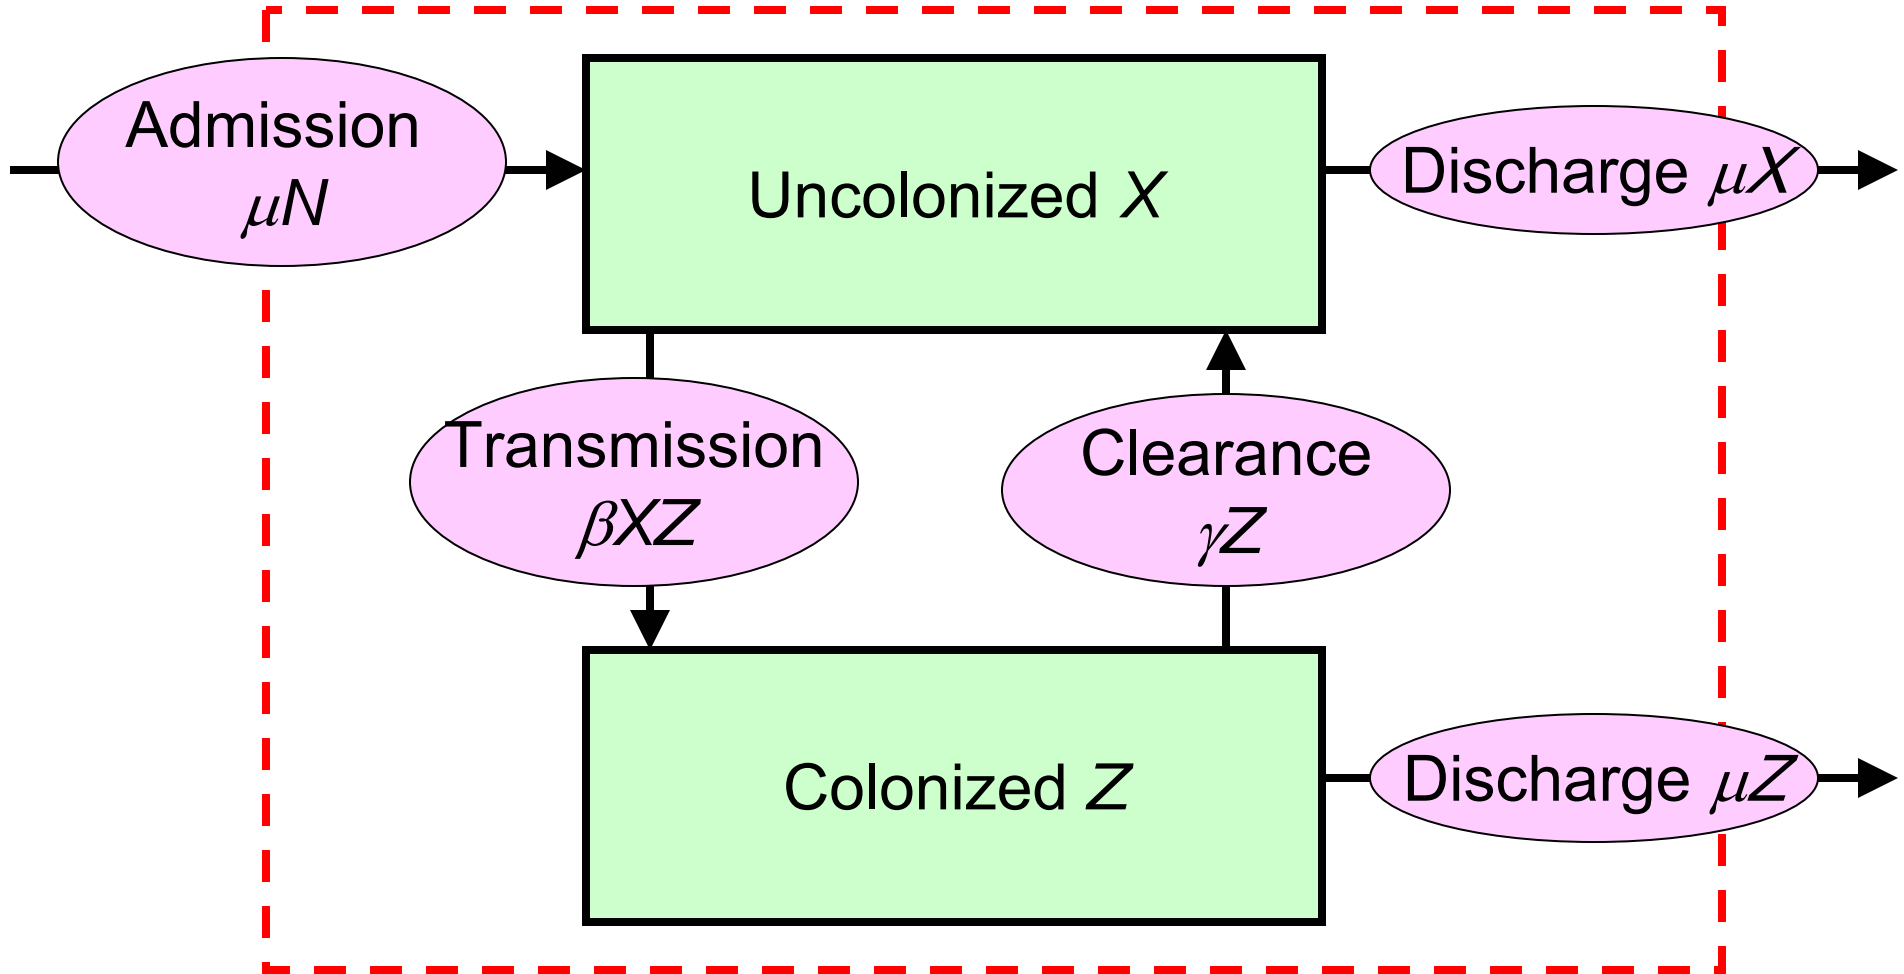 Admission
μN
Uncolonized X
Discharge μX
Transmission
βXZ
Clearance
γZ
Colonized Z
Discharge μZ